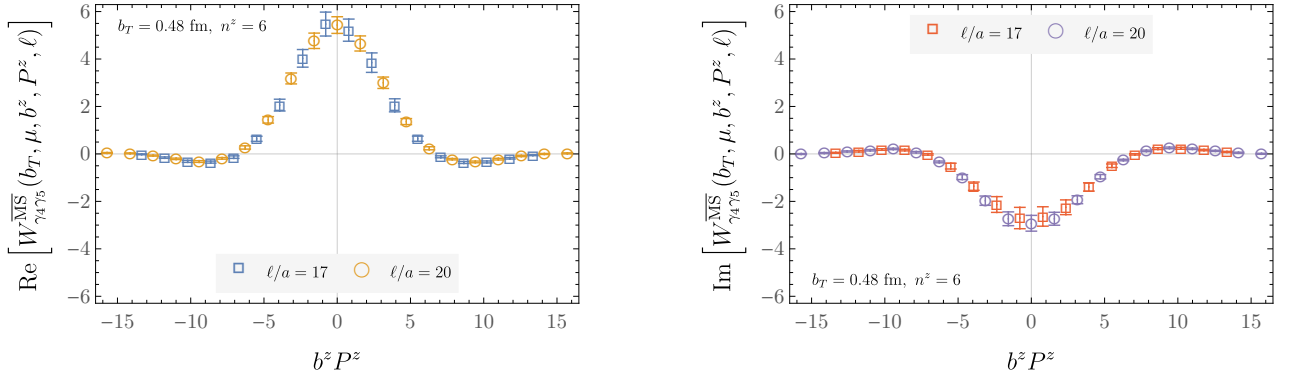 Re [W^{\overline{MS}}_{γ_4γ_5}(b_T, μ, b^z, P^z, ℓ)]
b_T = 0.48 fm, n^z = 6
6
4
2
0
−2
−4
−6
ℓ/a = 17 ℓ/a = 20
−15 −10 −5 0 5 10 15
b^z P^z
Im [W^{\overline{MS}}_{γ_4γ_5}(b_T, μ, b^z, P^z, ℓ)]
ℓ/a = 17 ℓ/a = 20
6
4
2
0
−2
−4
−6
b_T = 0.48 fm, n^z = 6
−15 −10 −5 0 5 10 15
b^z P^z